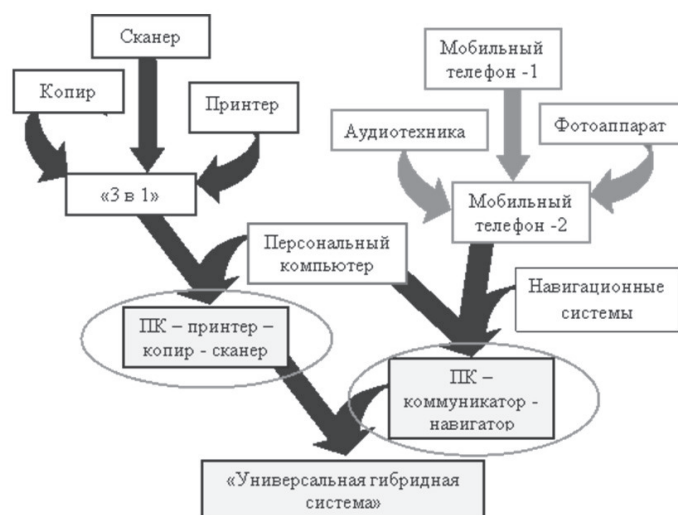 Сканер
Мобильный
телефон -1
Копир
Принтер
Аудиотехника
Фотоаппарат
«3 в 1»
Мобильный
телефон -2
Персональный
компьютер
Навигационные
системы
ПК – принтер –
копир - сканер
ПК –
коммуникатор -
навигатор
«Универсальная гибридная
система»